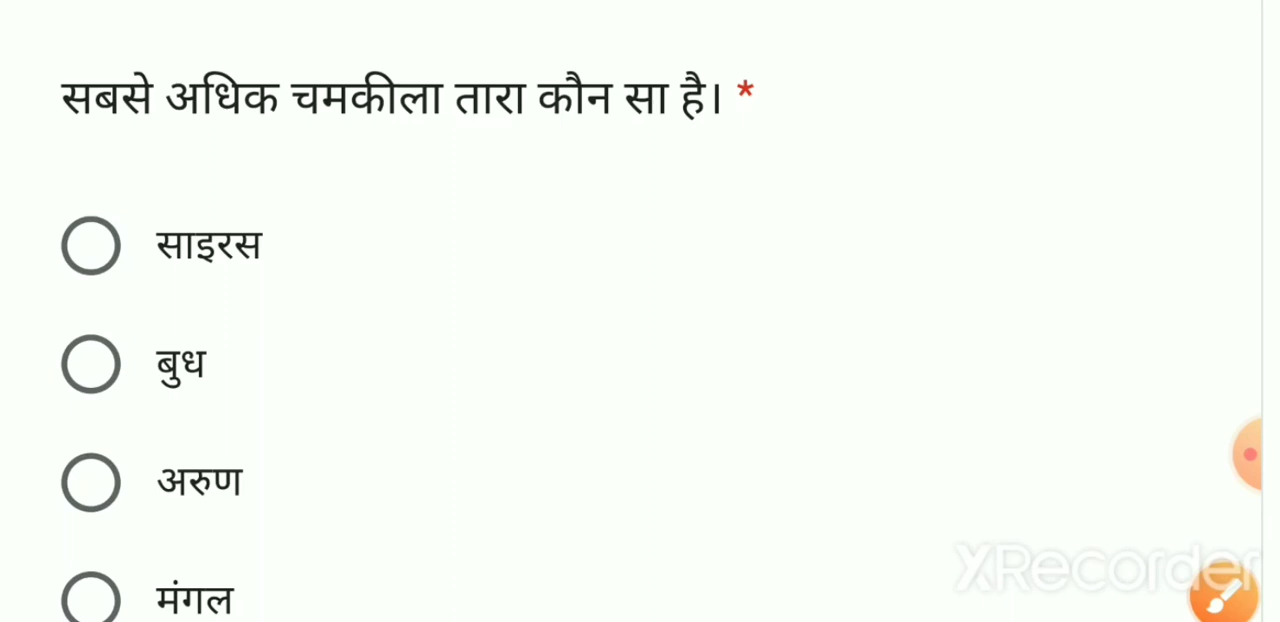 सबसे अधिक चमकीला तारा कौन सा है। *
साइरस
बुध
अरुण
मंगल
XRecorder